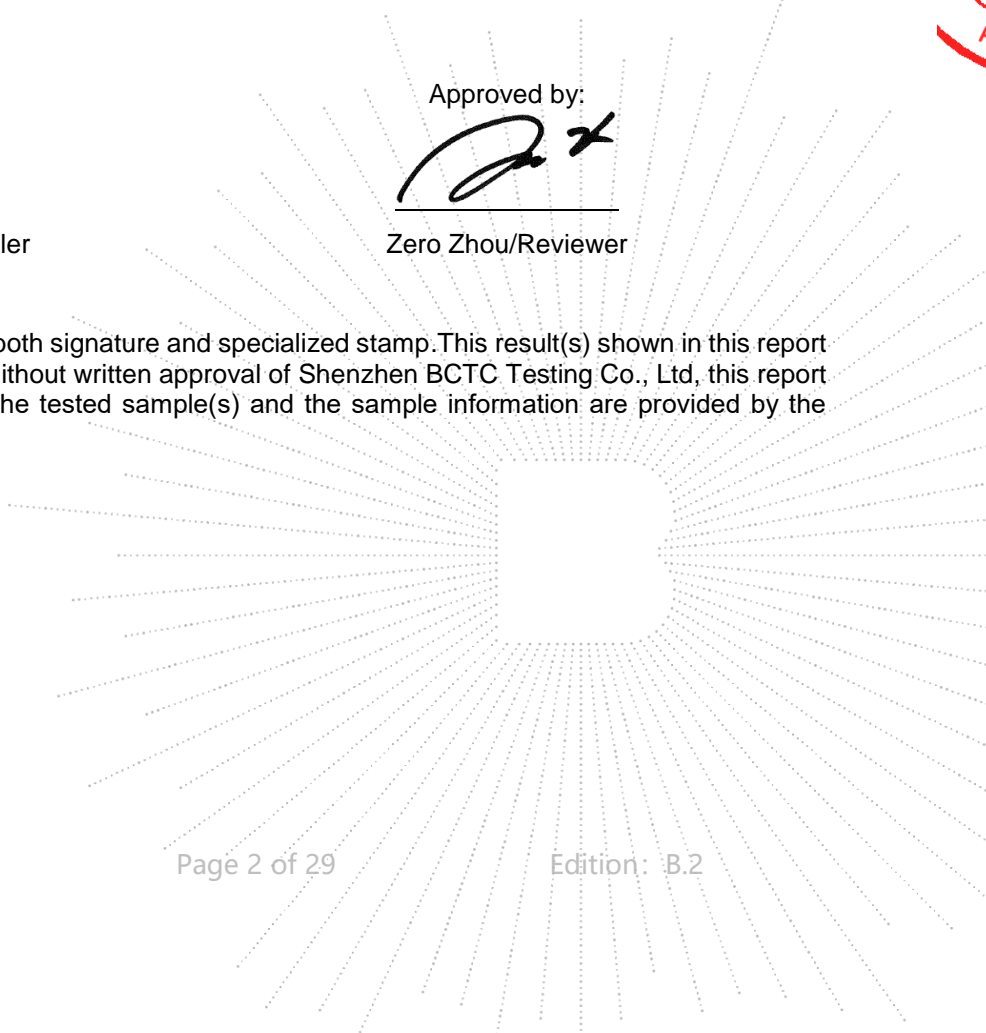 Approved by:
ler Zero Zhou/Reviewer
both signature and specialized stamp.This result(s) shown in this report
ithout written approval of Shenzhen BCTC Testing Co., Ltd, this report
he tested sample(s) and the sample information are provided by the
Page 2 of 29 Edition: B.2